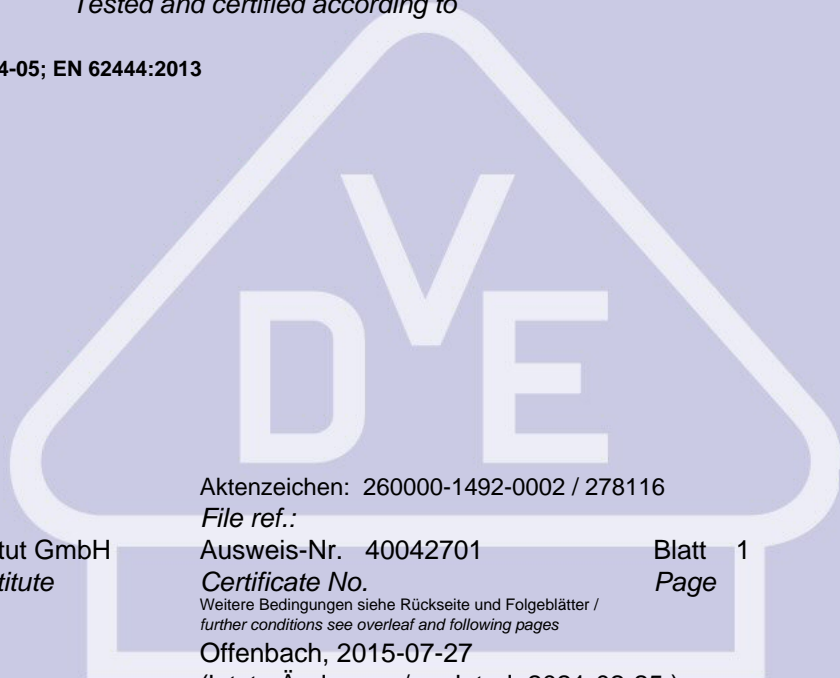 Tested and certified according to
4-05; EN 62444:2013
V
D E
Aktenzeichen: 260000-1492-0002 / 278116
File ref.:
tut GmbH Ausweis-Nr. 40042701 Blatt 1
titute Certificate No. Page
Weitere Bedingungen siehe Rückseite und Folgeblätter /
further conditions see overleaf and following pages
Offenbach, 2015-07-27